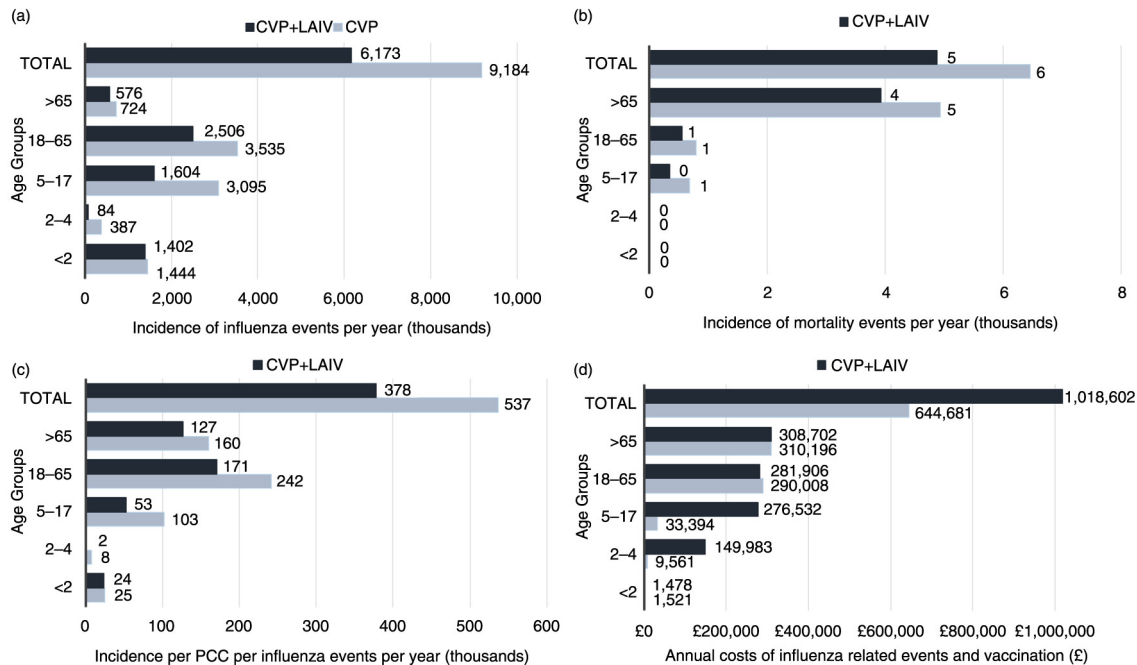 (a)
CVP+LAIV CVP
Age Groups
TOTAL
6,173
9,184
>65
576
724
18–65
2,506
3,535
5–17
1,604
3,095
2–4
84
387
<2
1,402
1,444
0 2,000 4,000 6,000 8,000 10,000
Incidence of influenza events per year (thousands)
(b)
CVP+LAIV
Age Groups
TOTAL
5
6
>65
4
5
18–65
1
1
5–17
0
1
2–4
0
0
<2
0
0
0 2 4 6 8
Incidence of mortality events per year (thousands)
(c)
CVP+LAIV
Age Groups
TOTAL
378
537
>65
127
160
18–65
171
242
5–17
53
103
2–4
2
8
<2
24
25
0 100 200 300 400 500 600
Incidence per PCC per influenza events per year (thousands)
(d)
CVP+LAIV
Age Groups
TOTAL
1,018,602
644,681
>65
308,702
310,196
18–65
281,906
290,008
5–17
276,532
33,394
2–4
149,983
9,561
<2
1,478
1,521
£0 £200,000 £400,000 £600,000 £800,000 £1,000,000
Annual costs of influenza related events and vaccination (£)